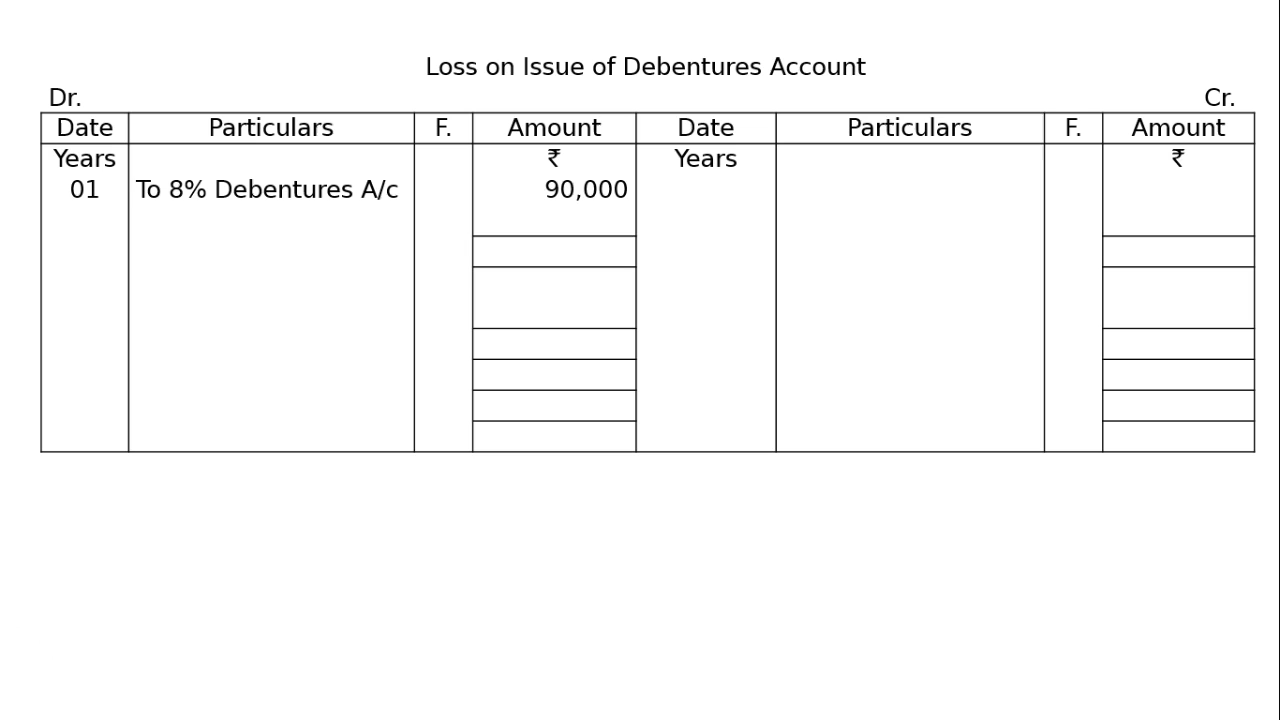 Loss on Issue of Debentures Account
Dr. Cr.
Date Particulars F. Amount Date Particulars F. Amount
Years ₹ Years ₹
01 To 8% Debentures A/c 90,000